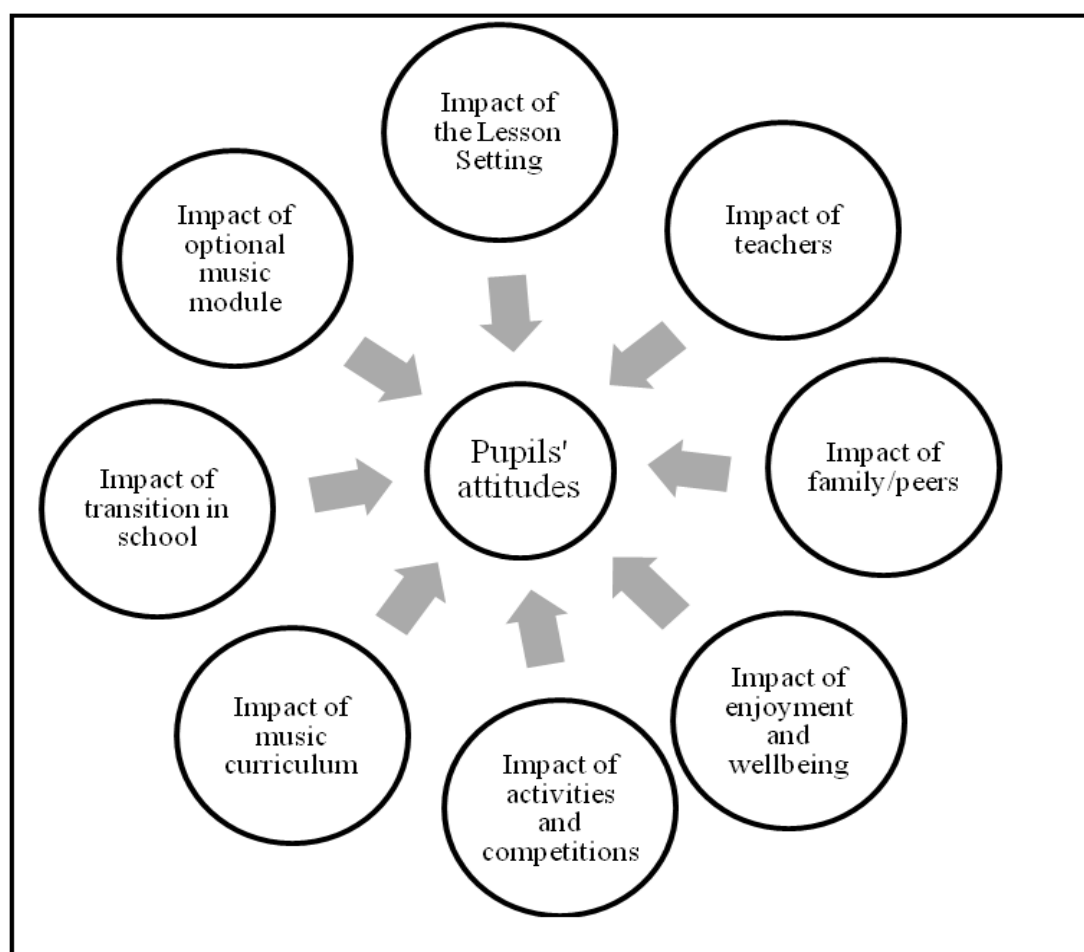 Impact of
the Lesson
Setting
Impact of
teachers
Impact of
family/peers
Impact of
enjoyment
and
wellbeing
Impact of
activities
and
competitions
Impact of
music
curriculum
Impact of
transition in
school
Impact of
optional
music
module
Pupils'
attitudes